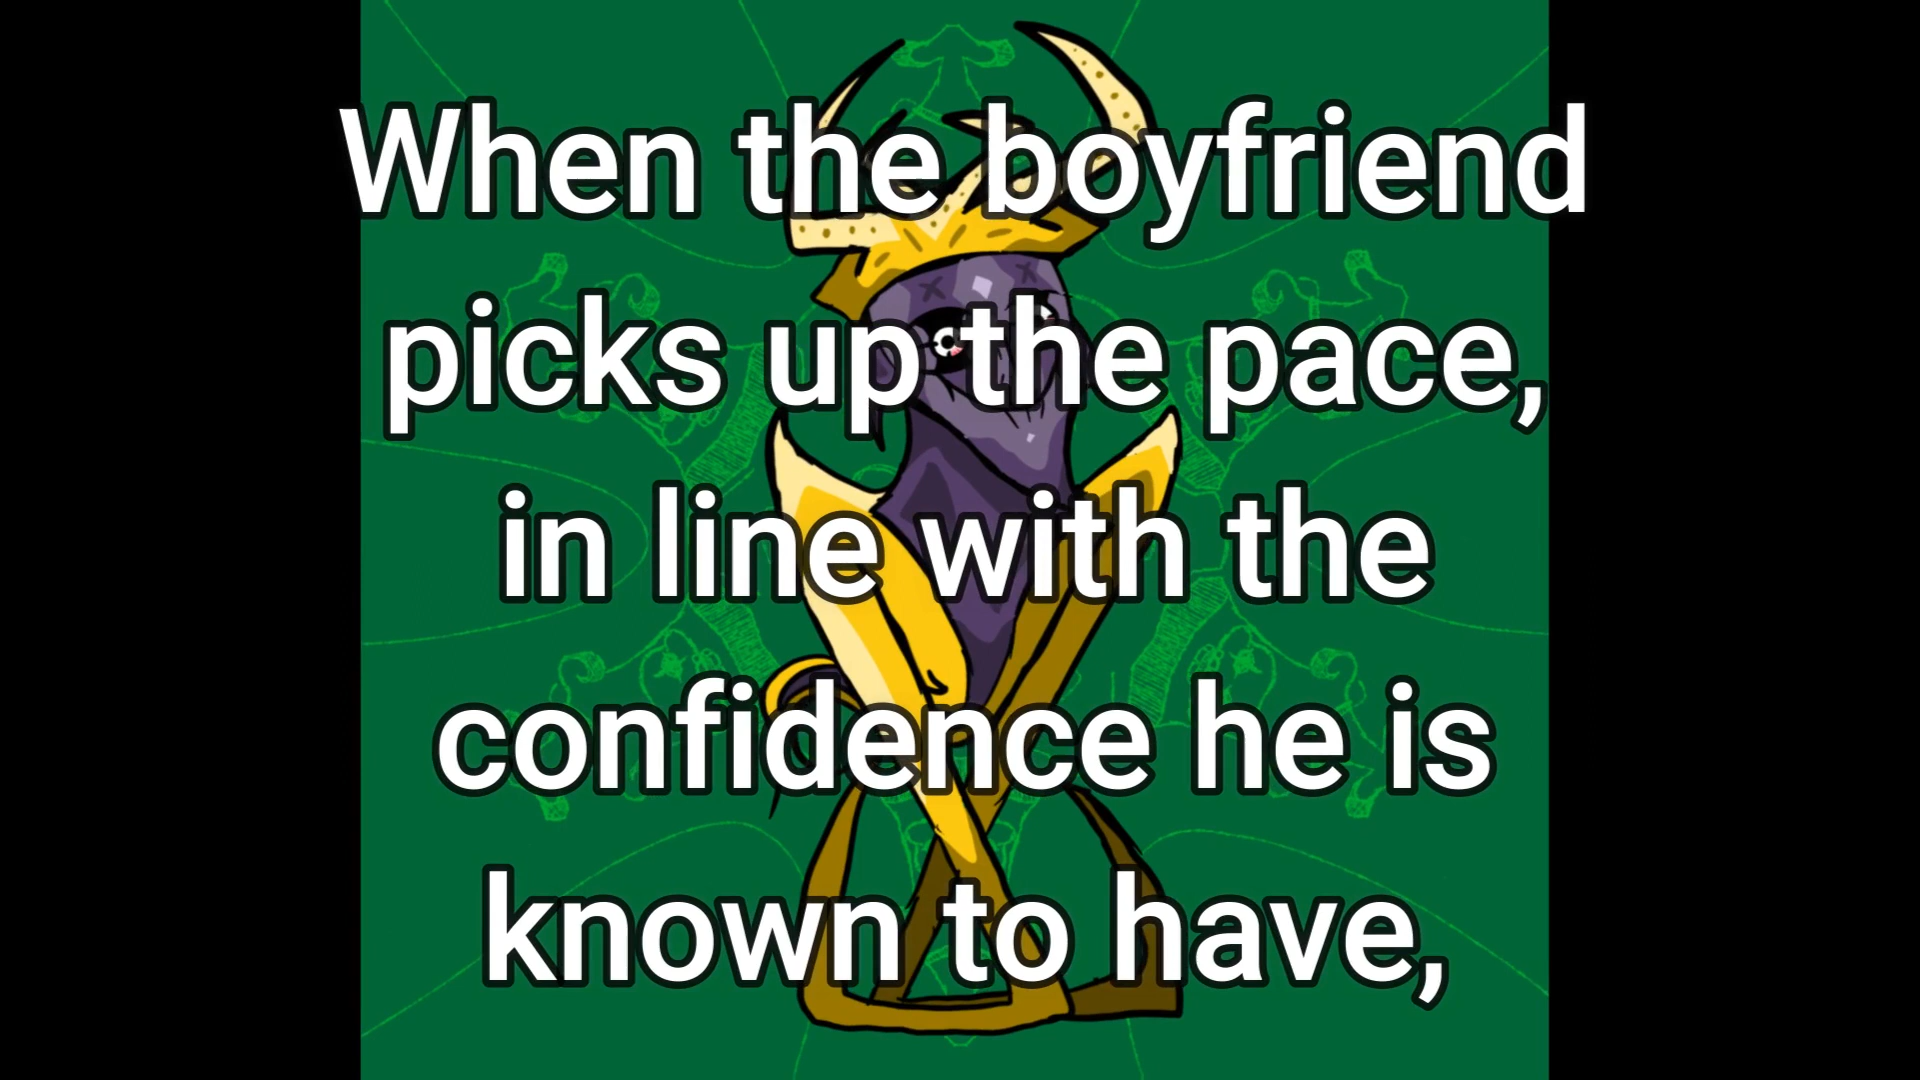 When the boyfriend
picks up the pace,
in line with the
confidence he is
known to have,